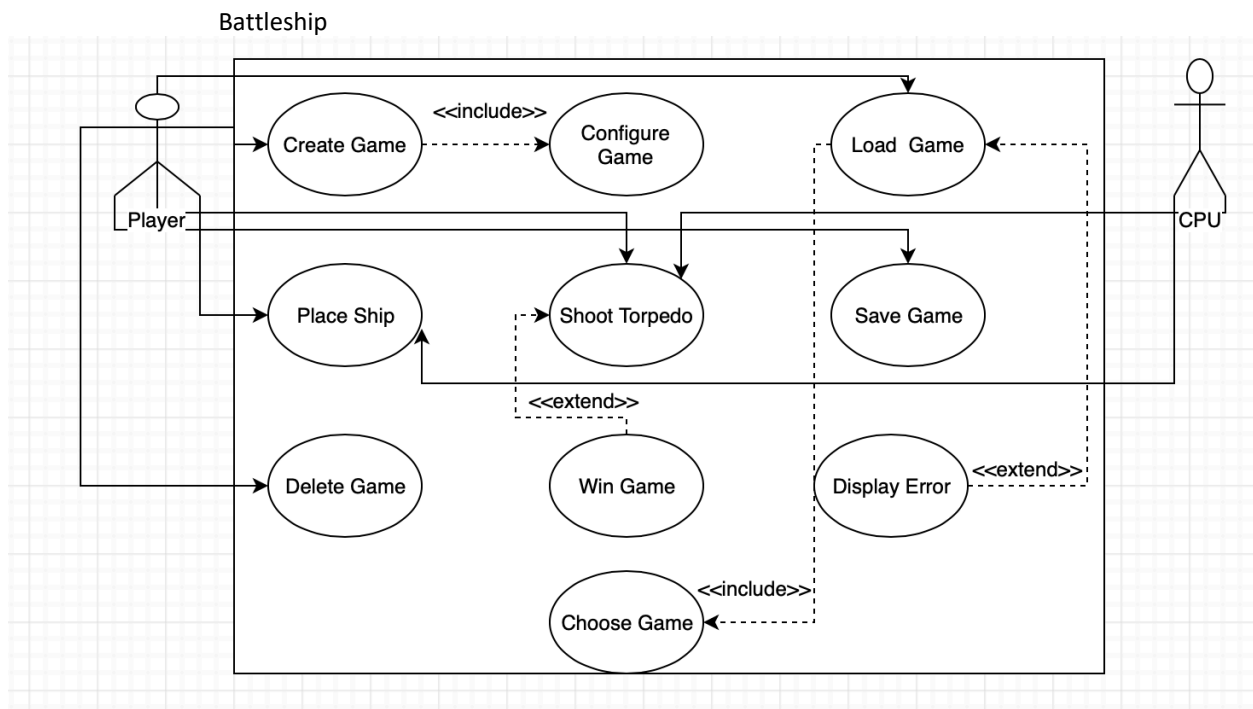 Battleship
<<include>>
Create Game
Configure
Game
Load  Game
Player
CPU
Place Ship
Shoot Torpedo
Save Game
<<extend>>
Delete Game
Win Game
Display Error
<<extend>>
<<include>>
Choose Game